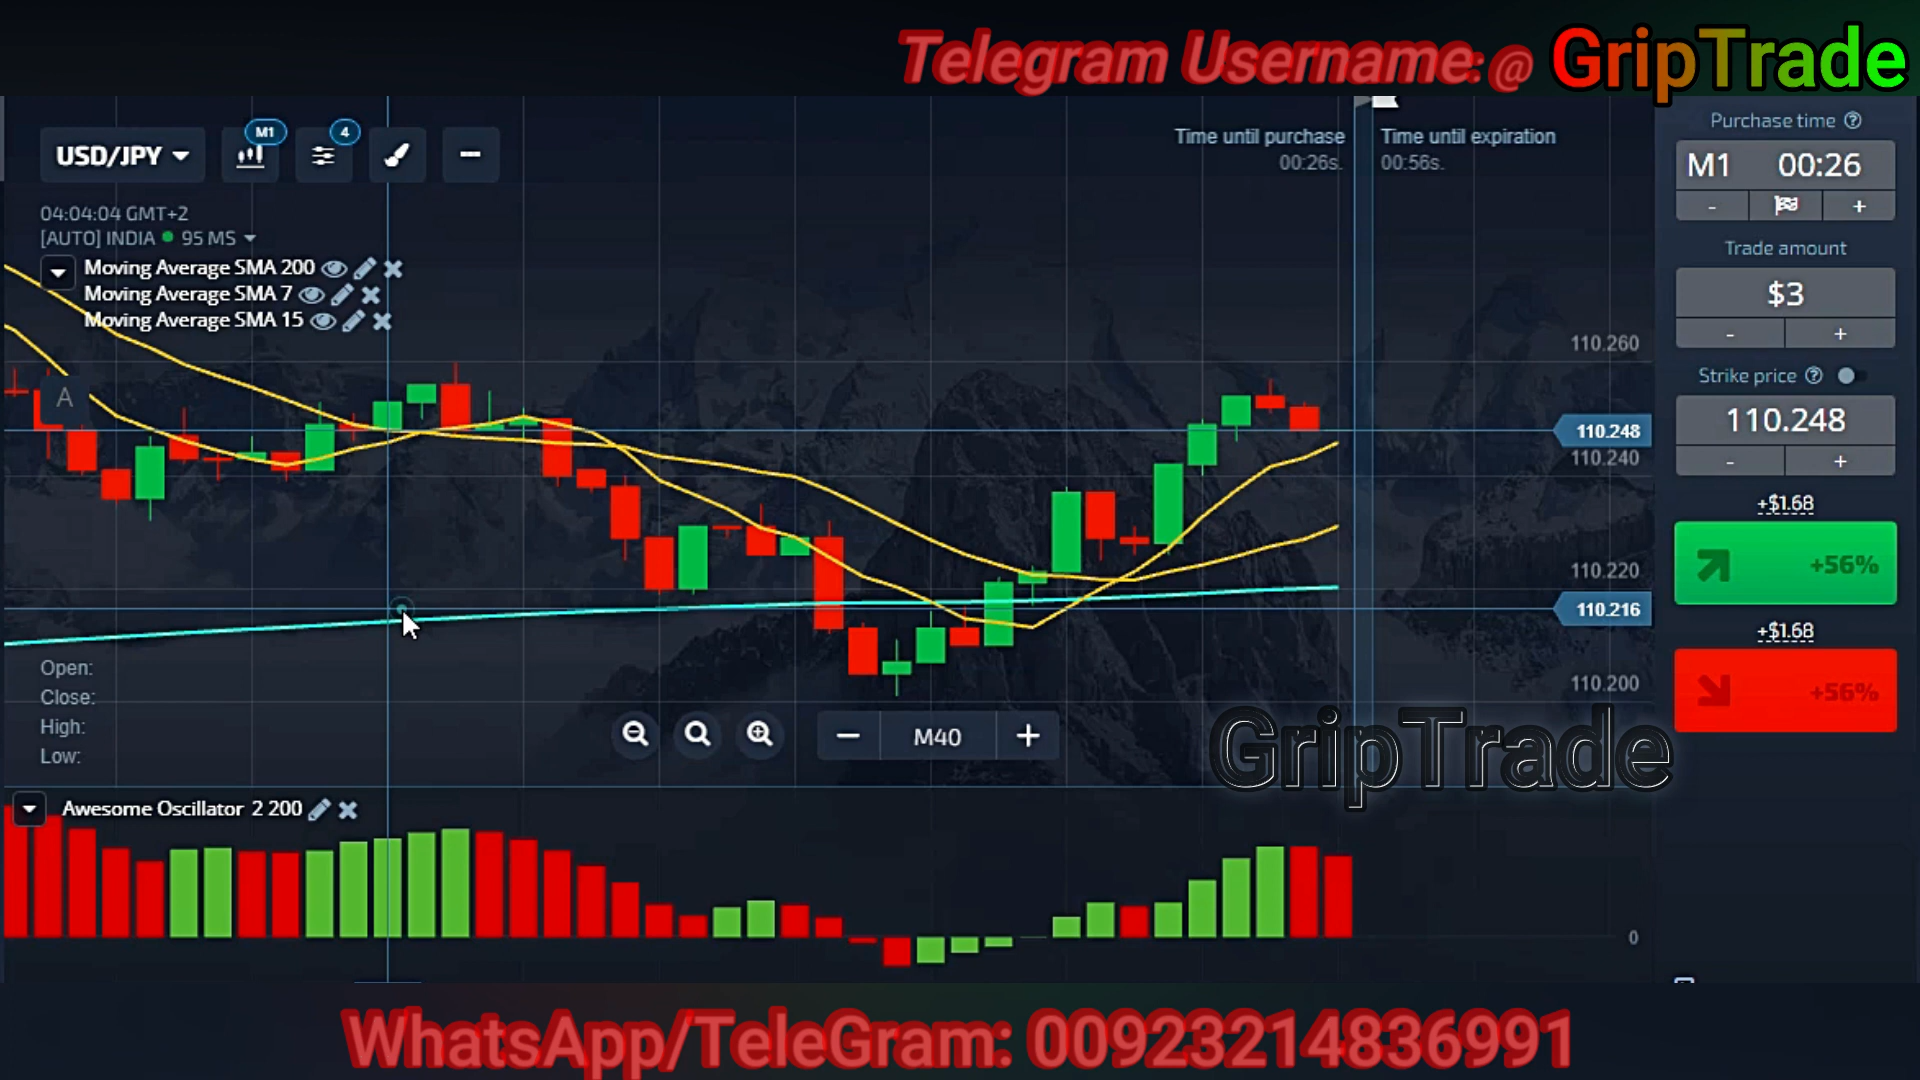 Telegram Username:@ GripTrade
USD/JPY
M1
4
Time until purchase
00:26s.
Time until expiration
00:56s.
04:04:04 GMT+2
[AUTO] INDIA 95 MS
Moving Average SMA 200
Moving Average SMA 7
Moving Average SMA 15
A
110.260
110.248
110.240
110.220
110.216
110.200
Open:
Close:
High:
Low:
M40
Purchase time
M1 00:26
- +
Trade amount
$3
- +
Strike price
110.248
- +
+$1.68
+56%
+$1.68
+56%
GripTrade
Awesome Oscillator 2 200
0
WhatsApp/TeleGram: 00923214836991